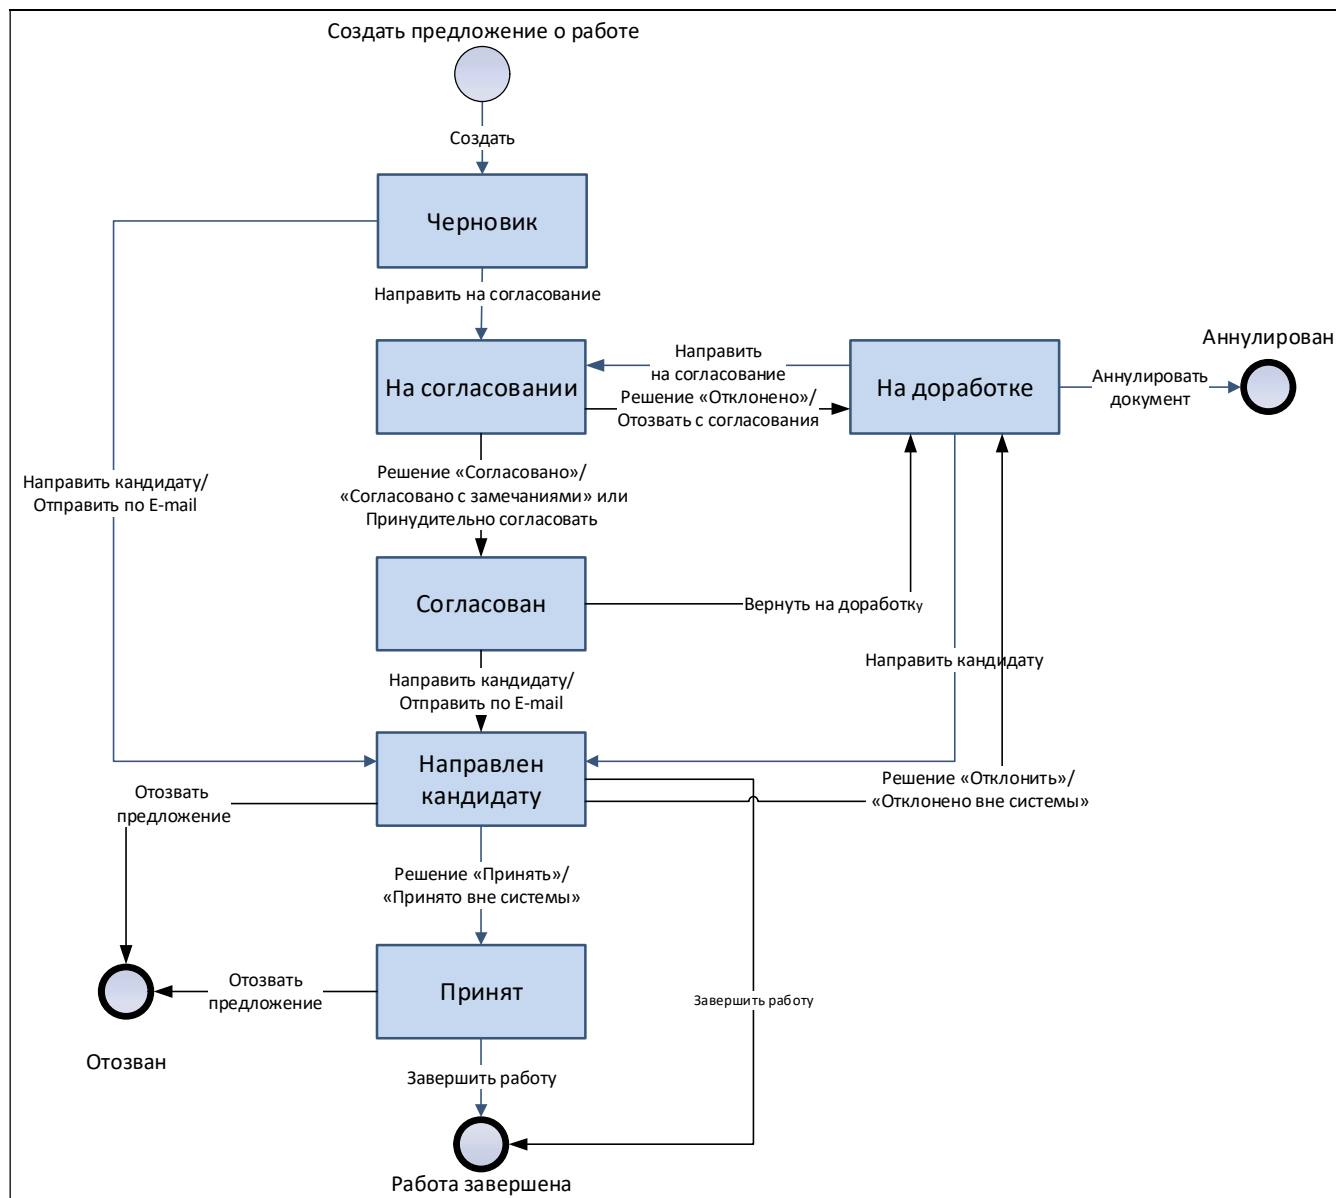 Создать предложение о работе
Создать
Черновик
Направить на согласование
Аннулирован
Направить
на согласование
На согласовании
На доработке
Аннулировать
документ
Решение «Отклонено»/
Отозвать с согласования
Решение «Согласовано»/
«Согласовано с замечаниями» или
Принудительно согласовать
Направить кандидату/
Отправить по E-mail
Согласован
Вернуть на доработку
Направить кандидату/
Отправить по E-mail
Направить кандидату
Направлен
кандидату
Решение «Отклонить»/
«Отклонено вне системы»
Отозвать
предложение
Решение «Принять»/
«Принято вне системы»
Отозвать
предложение
Принят
Завершить работу
Отозван
Завершить работу
Работа завершена